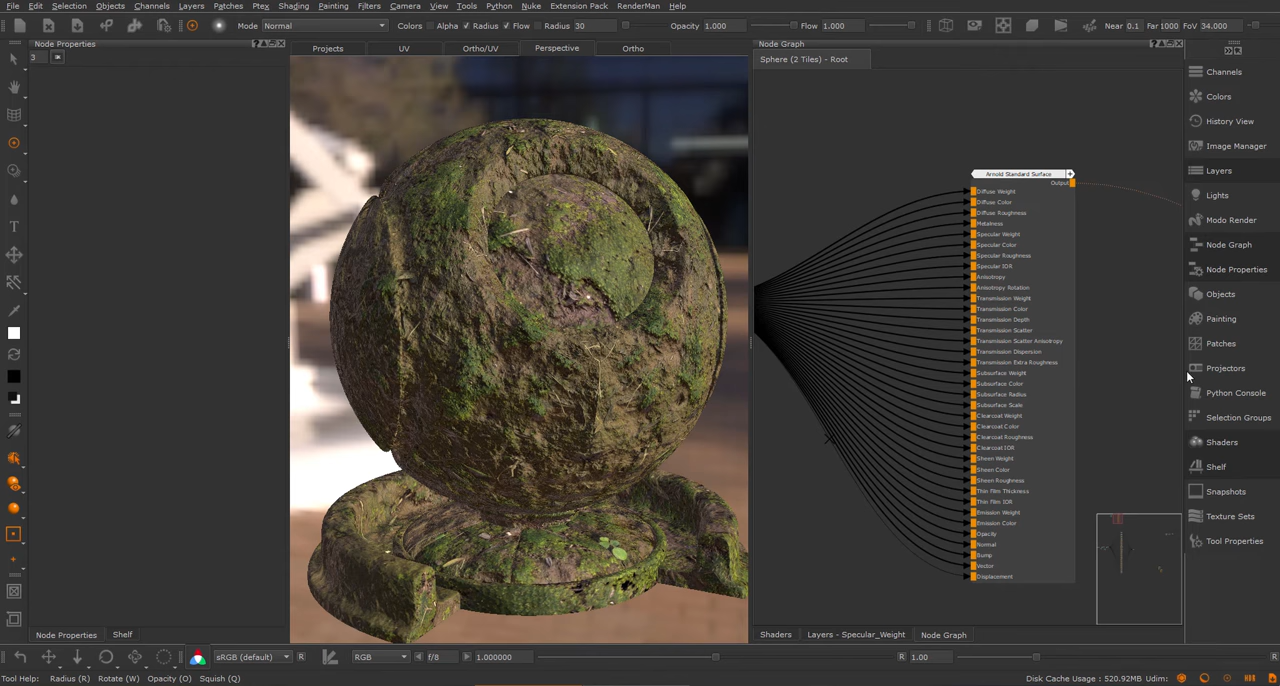 File Edit Selection Objects Channels Layers Patches Ptex Shading Painting Filters Camera View Tools Python Nuke Extension Pack RenderMan Help
Mode Normal Colors Alpha Radius Flow Radius 30 Opacity 1.000 Flow 1.000 Near 0.1 Far 1000 FoV 34.000
Node Properties
Node Graph
3
Projects UV Ortho/UV Perspective Ortho
Sphere (2 Tiles) - Root
Channels
Colors
History View
Image Manager
Layers
Lights
Modo Render
Node Graph
Node Properties
Objects
Painting
Patches
Projectors
Python Console
Selection Groups
Shaders
Shelf
Snapshots
Texture Sets
Tool Properties
Arnold Standard Surface +
Output
Diffuse Weight
Diffuse Color
Diffuse Roughness
Metalness
Specular Weight
Specular Color
Specular Roughness
Specular IOR
Anisotropy
Anisotropy Rotation
Transmission Weight
Transmission Color
Transmission Depth
Transmission Scatter
Transmission Scatter Anisotropy
Transmission Dispersion
Transmission Extra Roughness
Subsurface Weight
Subsurface Color
Subsurface Radius
Subsurface Scale
Clearcoat Weight
Clearcoat Color
Clearcoat Roughness
Clearcoat IOR
Sheen Weight
Sheen Color
Sheen Roughness
Thin Film Thickness
Thin Film IOR
Emission Weight
Emission Color
Opacity
Normal
Bump
Vector
Displacement
Node Properties Shelf
Shaders Layers - Specular_Weight Node Graph
sRGB (default) R RGB f/8 1.000000 R 1.00 R
Tool Help: Radius (R) Rotate (W) Opacity (O) Squish (Q)
Disk Cache Usage : 520.92MB Udim: